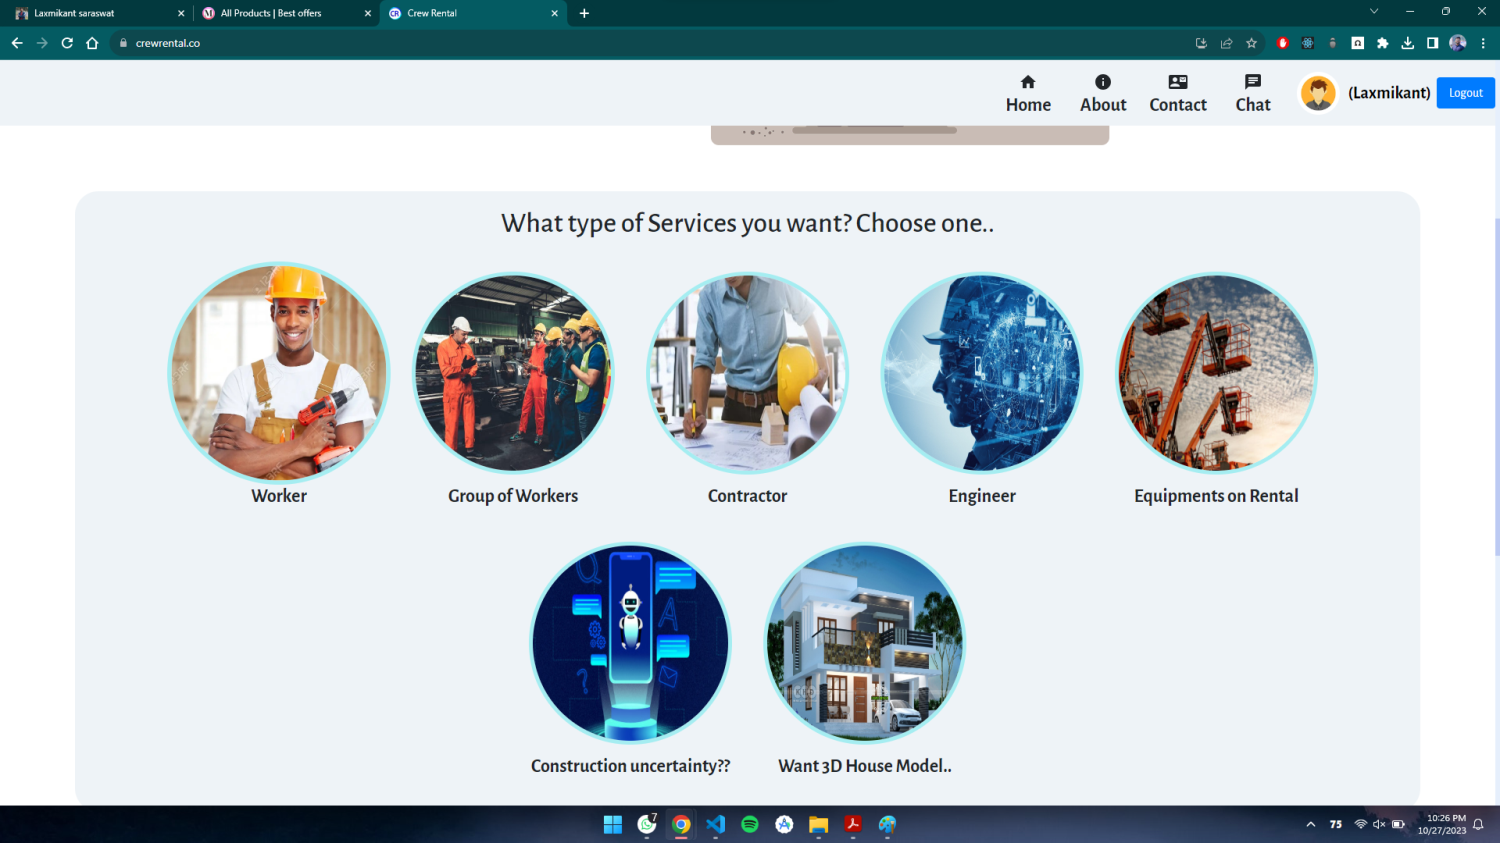 Laxmikant saraswat
All Products | Best offers
CR
Crew Rental
crewrental.co
Home
About
Contact
Chat
(Laxmikant)
Logout
What type of Services you want? Choose one..
Worker
Group of Workers
Contractor
Engineer
Equipments on Rental
Q
A
?
Construction uncertainty??
Want 3D House Model..
7
75
10:26 PM
10/27/2023